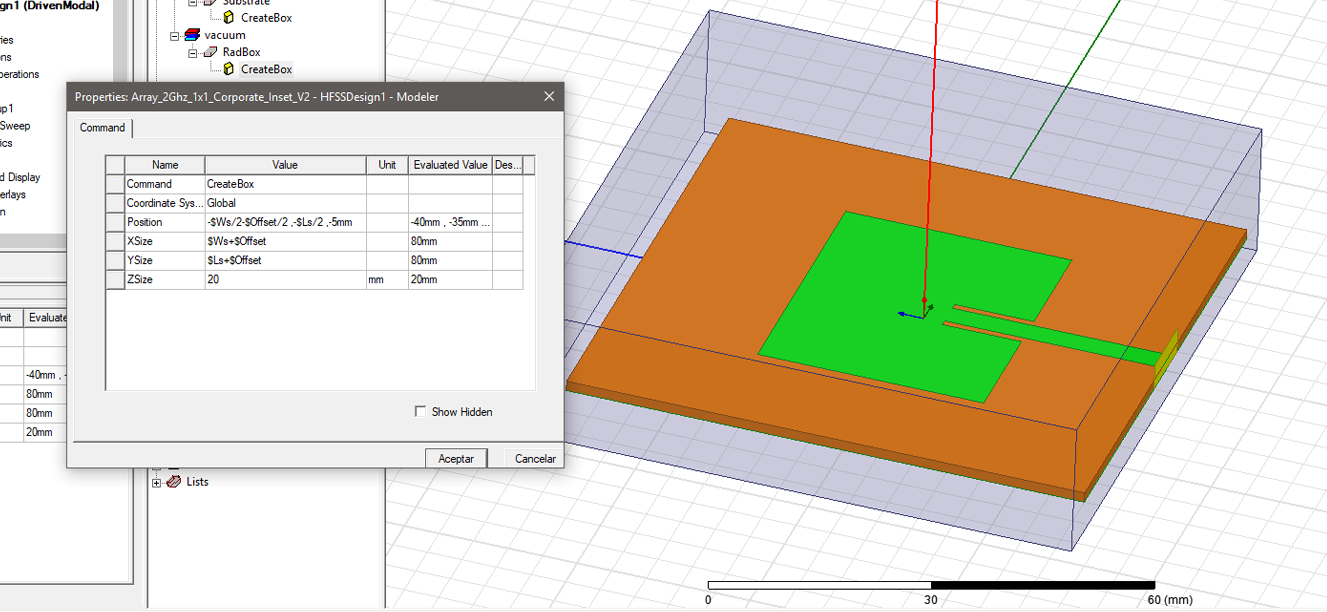 gn1 (DrivenModal)
ries
ons
perations
up1
Sweep
tics
d Display
erlays
n
Substrate
CreateBox
vacuum
RadBox
CreateBox
Properties: Array_2Ghz_1x1_Corporate_Inset_V2 - HFSSDesign1 - Modeler
Command
Name Value Unit Evaluated Value Des...
Command CreateBox
Coordinate Sys... Global
Position -$Ws/2-$Offset/2 ,-$Ls/2 ,-5mm -40mm , -35mm ...
XSize $Ws+$Offset 80mm
YSize $Ls+$Offset 80mm
ZSize 20 mm 20mm
Show Hidden
Aceptar Cancelar
nit Evaluate
-40mm , -
80mm
80mm
20mm
Lists
0 30 60 (mm)